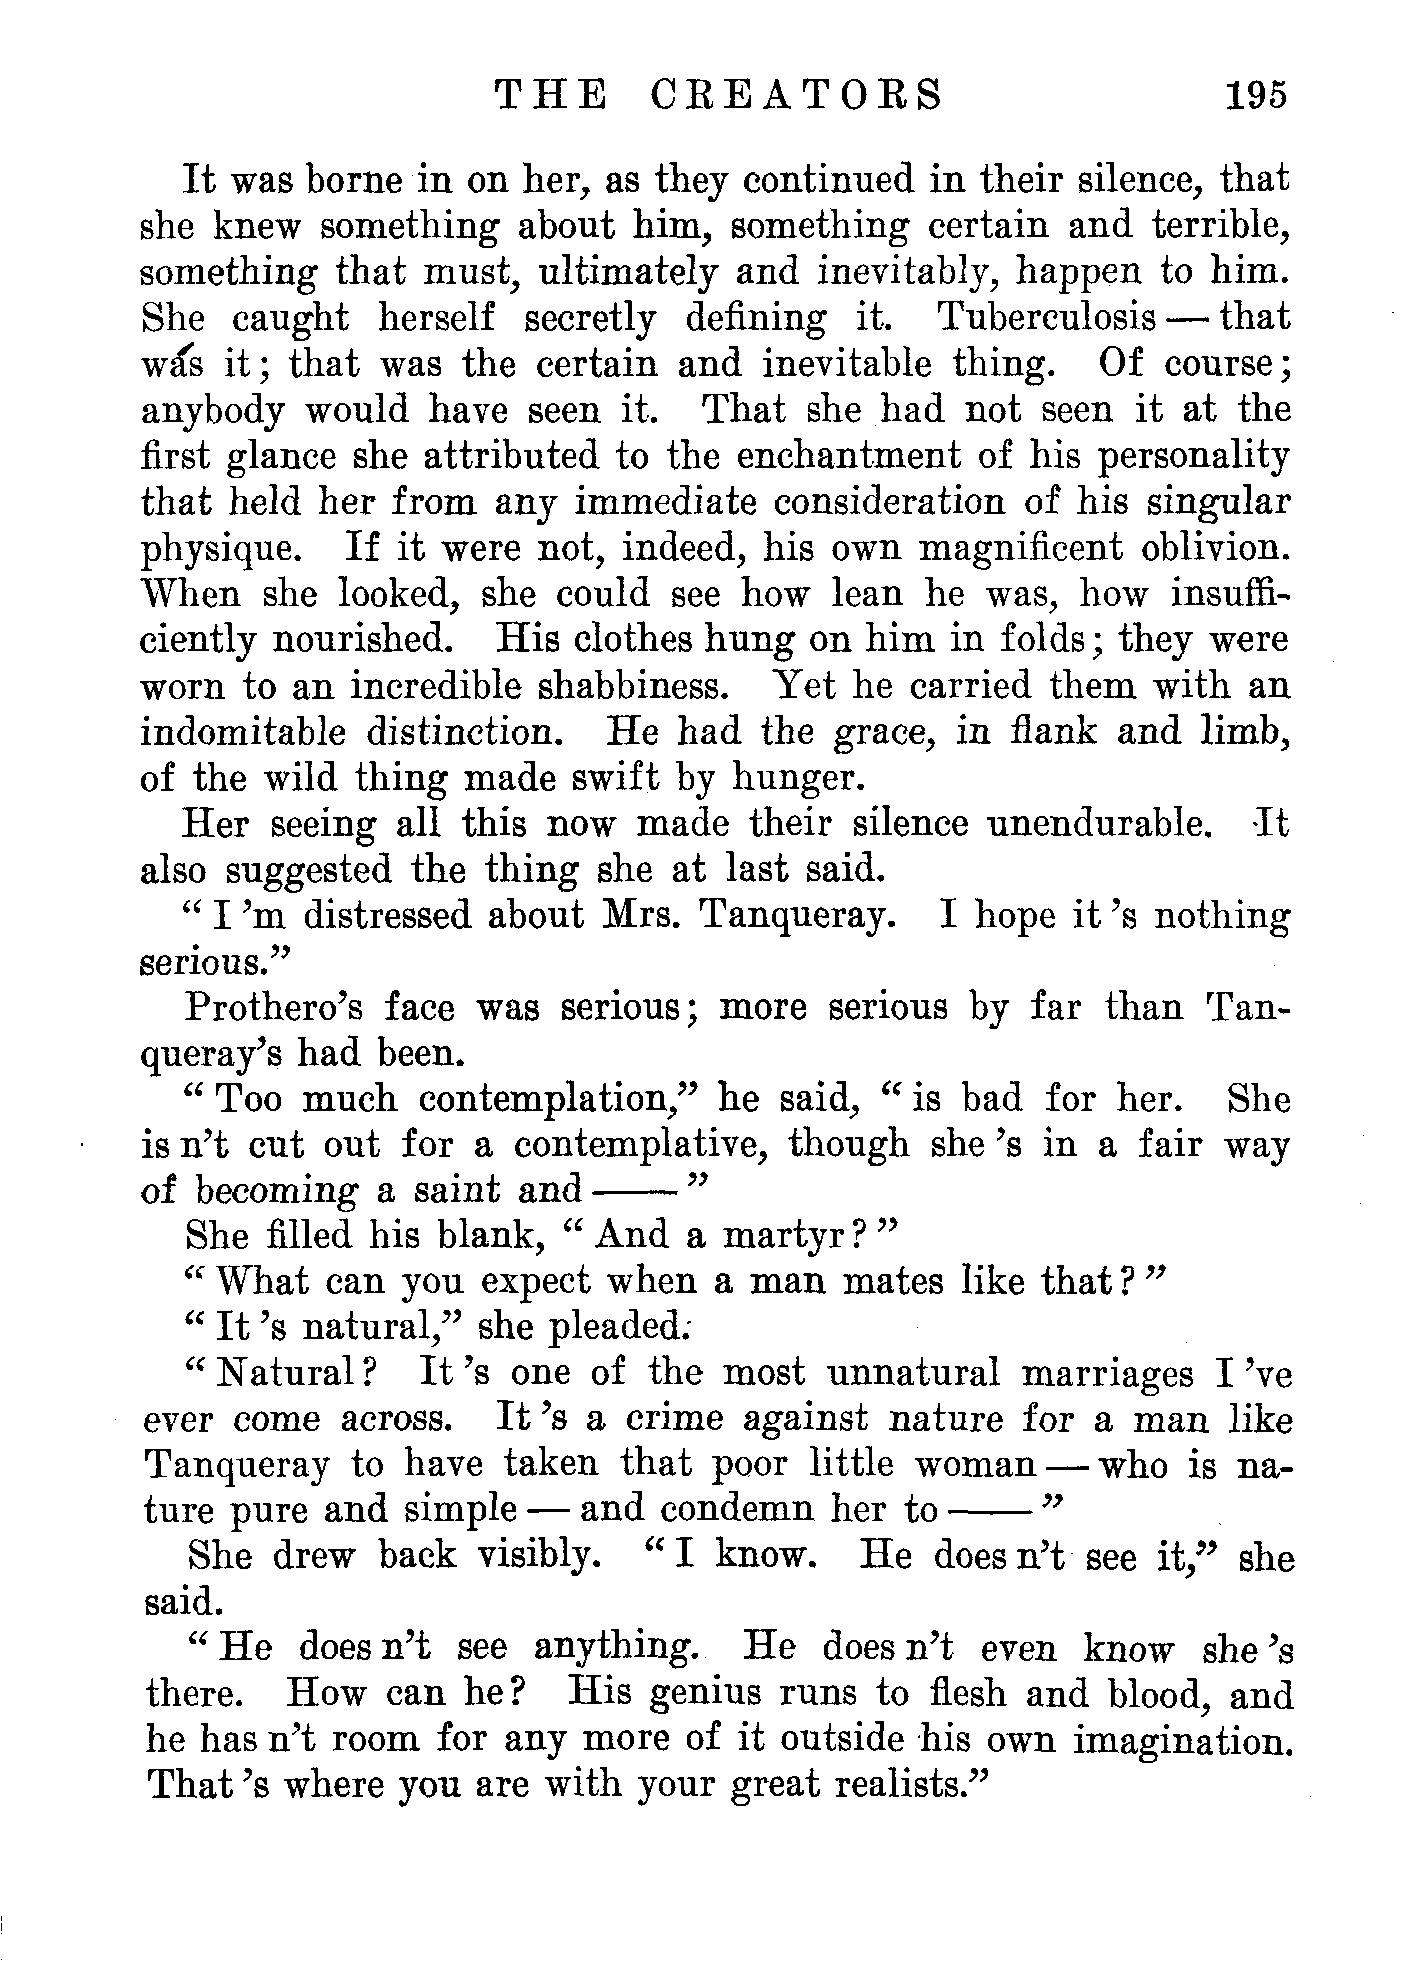 THE CREATORS 195
It was borne in on her, as they continued in their silence, that
she knew something about him, something certain and terrible,
something that must, ultimately and inevitably, happen to him.
She caught herself secretly defining it. Tuberculosis — that
was it; that was the certain and inevitable thing. Of course;
anybody would have seen it. That she had not seen it at the
first glance she attributed to the enchantment of his personality
that held her from any immediate consideration of his singular
physique. If it were not, indeed, his own magnificent oblivion.
When she looked, she could see how lean he was, how insuffi-
ciently nourished. His clothes hung on him in folds; they were
worn to an incredible shabbiness. Yet he carried them with an
indomitable distinction. He had the grace, in flank and limb,
of the wild thing made swift by hunger.
Her seeing all this now made their silence unendurable. It
also suggested the thing she at last said.
“I 'm distressed about Mrs. Tanqueray. I hope it 's nothing
serious.”
Prothero's face was serious; more serious by far than Tan-
queray's had been.
“Too much contemplation,” he said, “is bad for her. She
is n't cut out for a contemplative, though she 's in a fair way
of becoming a saint and ——”
She filled his blank, “And a martyr?”
“What can you expect when a man mates like that?”
“It 's natural,” she pleaded.
“Natural? It 's one of the most unnatural marriages I 've
ever come across. It 's a crime against nature for a man like
Tanqueray to have taken that poor little woman — who is na-
ture pure and simple — and condemn her to ——”
She drew back visibly. “I know. He does n't see it,” she
said.
“He does n't see anything. He does n't even know she 's
there. How can he? His genius runs to flesh and blood, and
he has n't room for any more of it outside his own imagination.
That 's where you are with your great realists.”